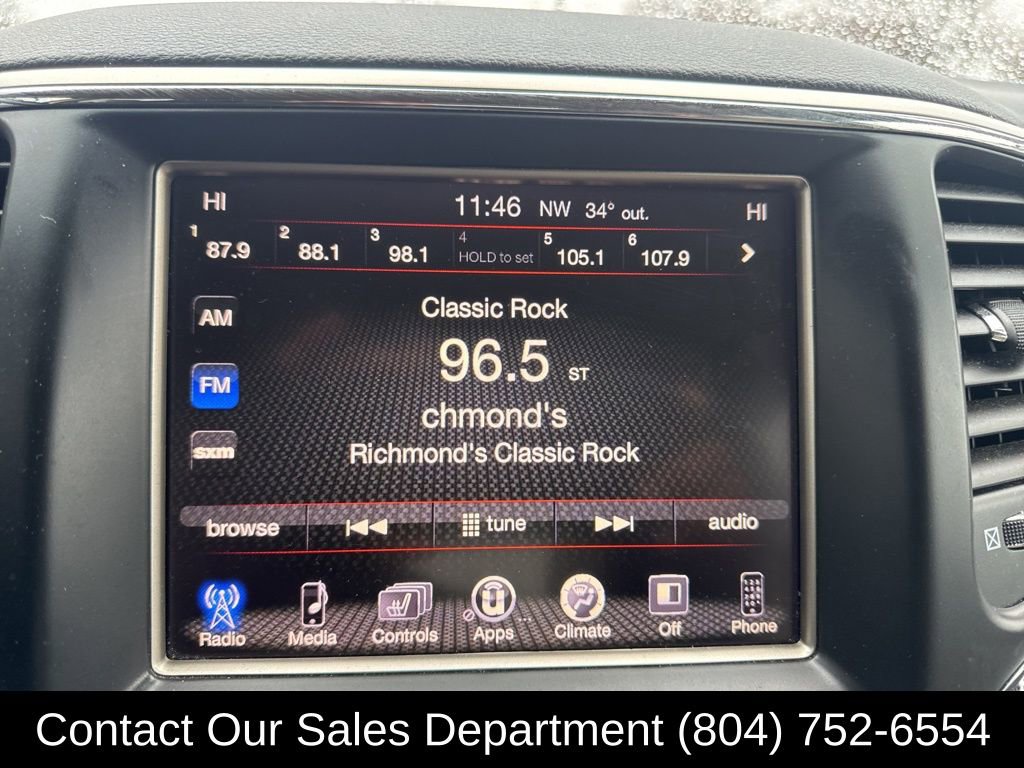 HI 11:46 NW 34° out. HI
1 87.9 2 88.1 3 98.1 4 HOLD to set 5 105.1 6 107.9
Classic Rock
AM
96.5 ST
FM
chmond's
sxm
Richmond's Classic Rock
browse tune audio
Radio Media Controls Apps ... Climate Off Phone
Contact Our Sales Department (804) 752-6554